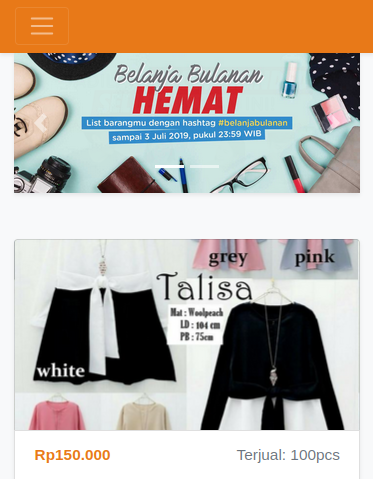 Belanja Bulanan
HEMAT
List barangmu dengan hashtag #belanjabulanan
sampai 3 Juli 2019, pukul 23:59 WIB
grey
pink
Talisa
Mat : Woolpeach
LD : 104 cm
PB : 75cm
white
Rp150.000
Terjual: 100pcs